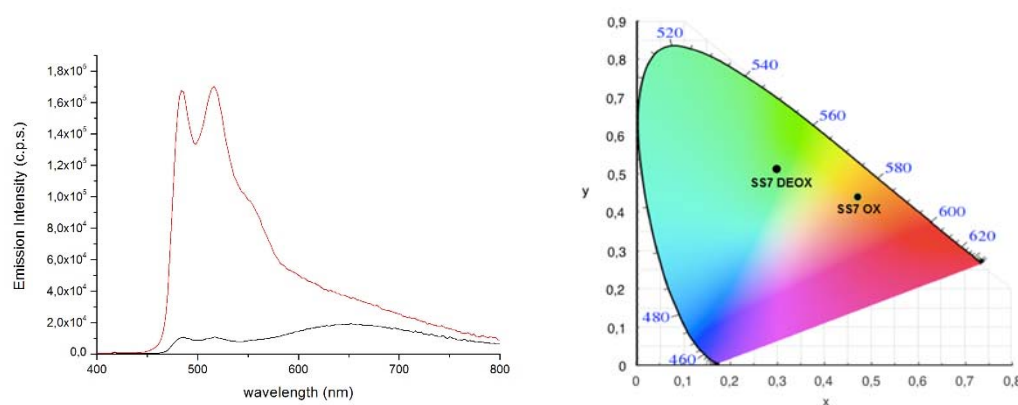 Emission Intensity (c.p.s.)
1,8x10⁵
1,6x10⁵
1,4x10⁵
1,2x10⁵
1,0x10⁵
8,0x10⁴
6,0x10⁴
4,0x10⁴
2,0x10⁴
0,0
400 500 600 700 800
wavelength (nm)
y
0,9
0,8
0,7
0,6
0,5
0,4
0,3
0,2
0,1
0
0 0,1 0,2 0,3 0,4 0,5 0,6 0,7 0,8
x
520
540
560
580
600
620
480
460
SS7 DEOX
SS7 OX